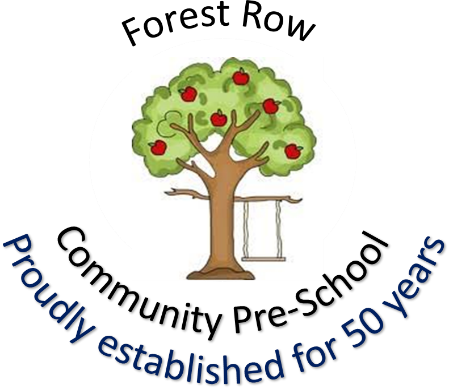 Forest Row
Community Pre-School
Proudly established for 50 years